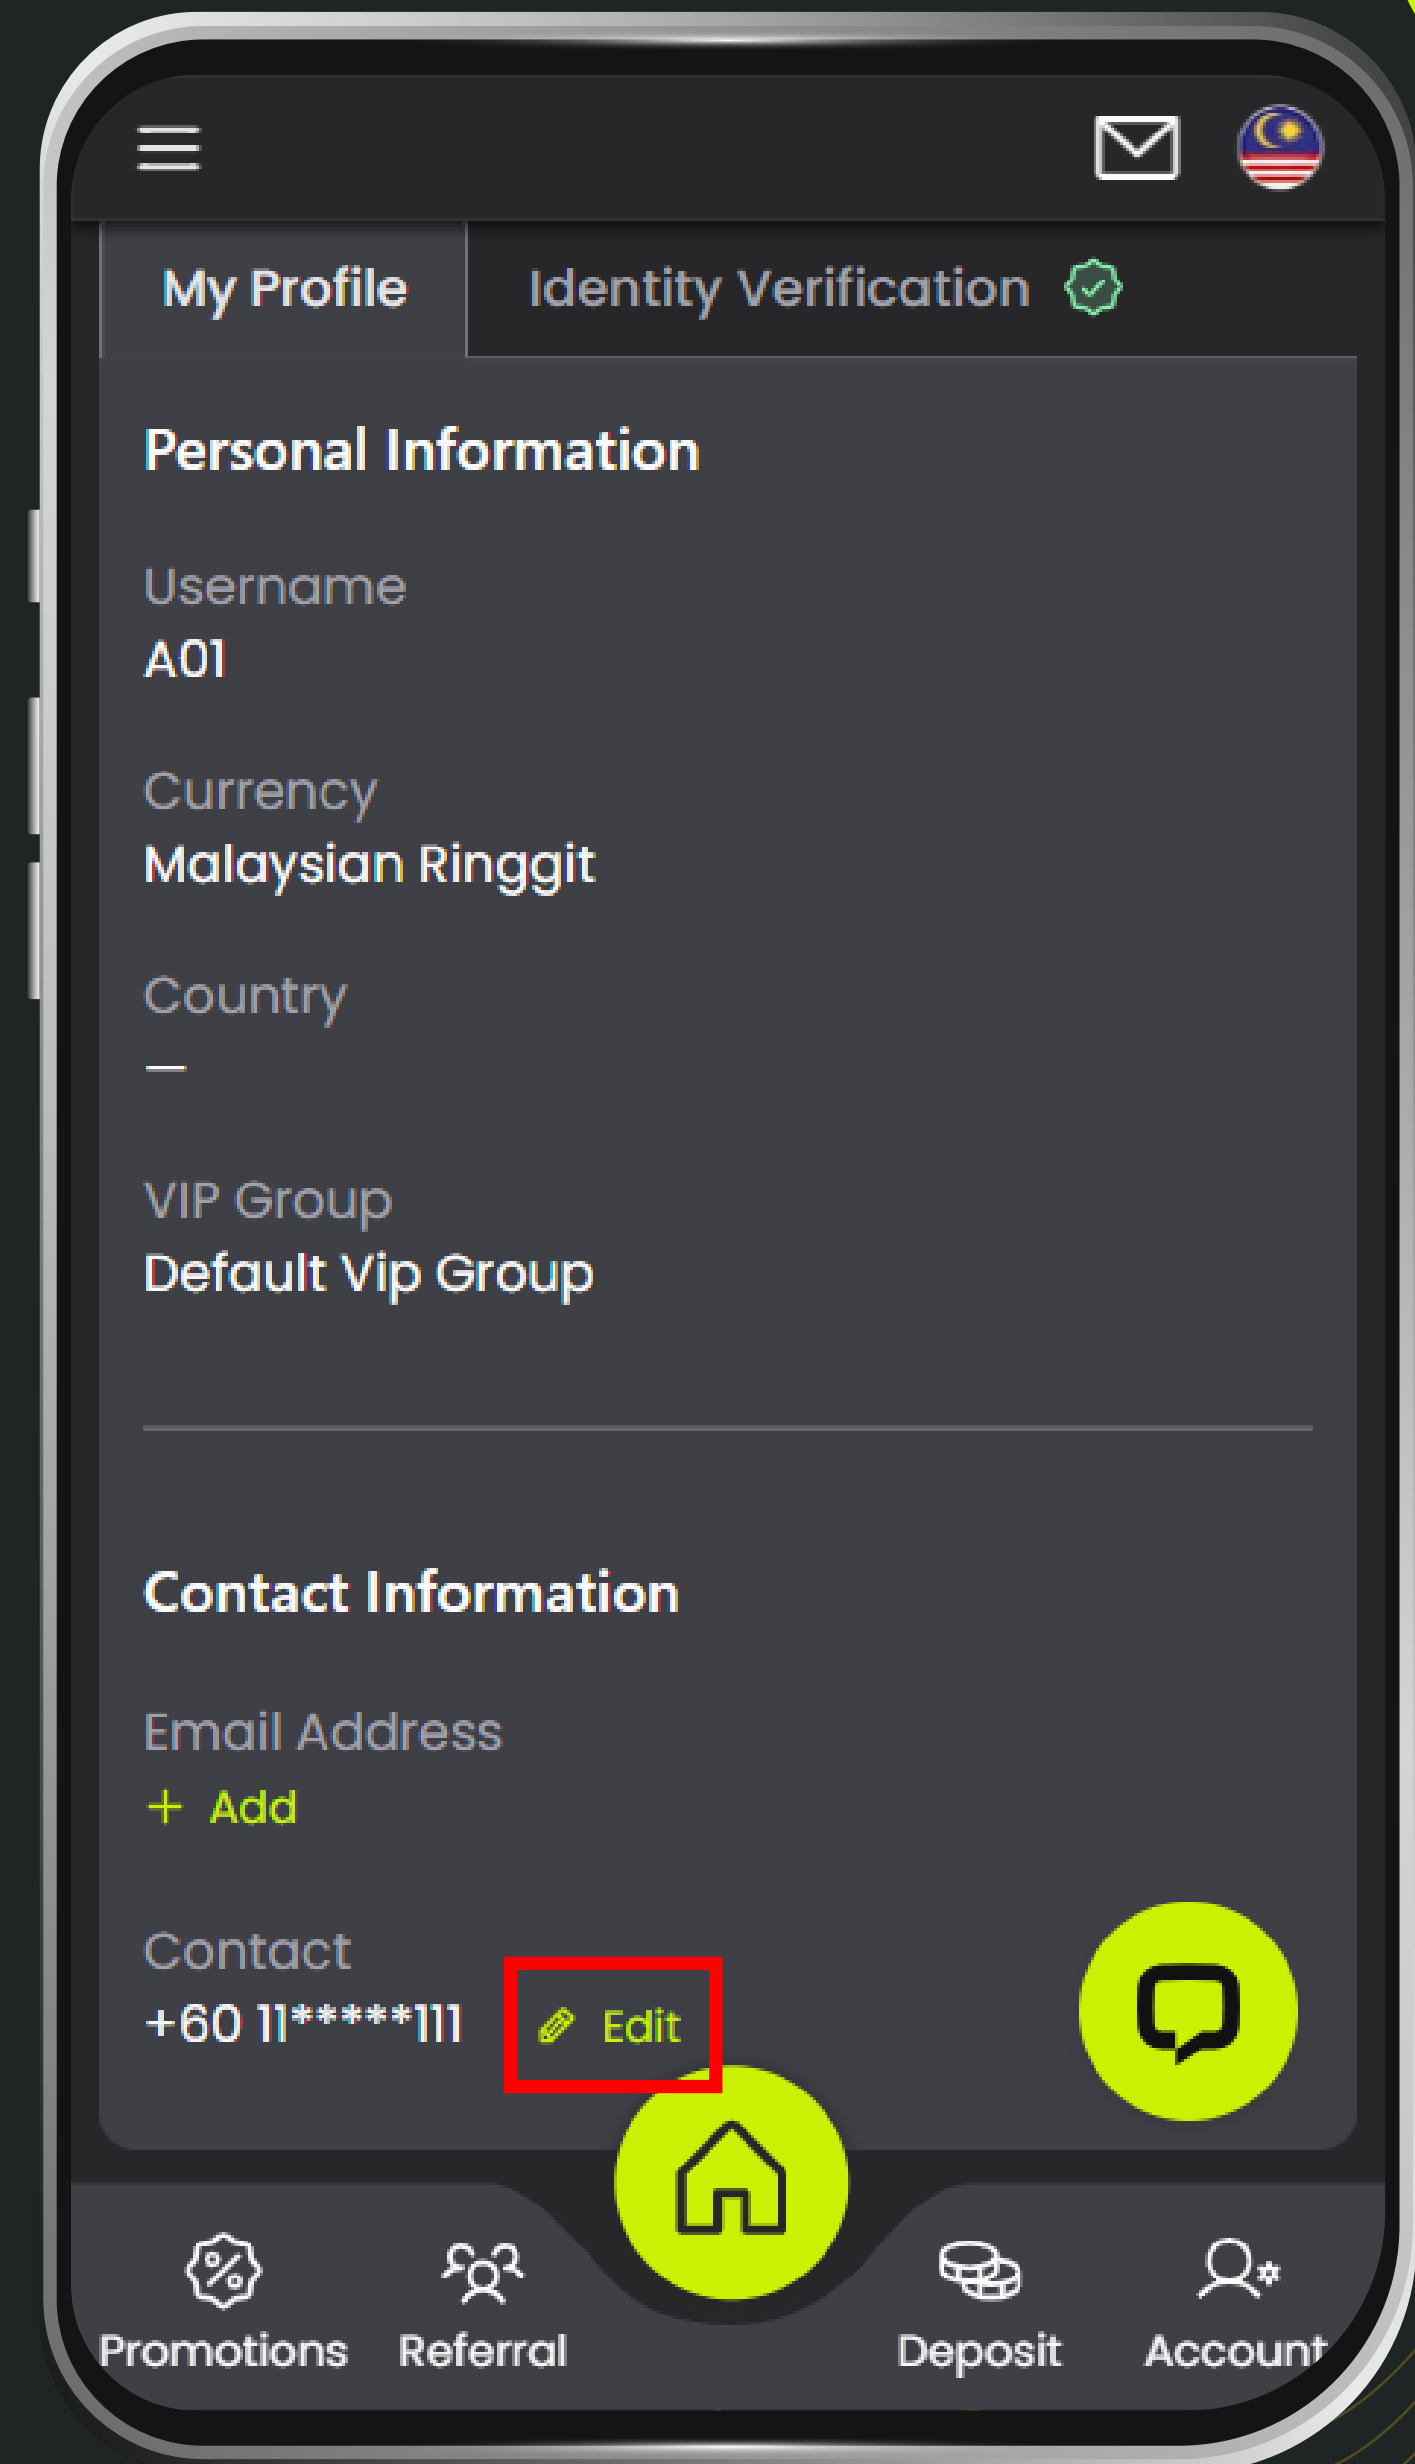 My Profile
Identity Verification
Personal Information
Username
A01
Currency
Malaysian Ringgit
Country
—
VIP Group
Default Vip Group
Contact Information
Email Address
+ Add
Contact
+60 11*****111
Edit
Promotions
Referral
Deposit
Account